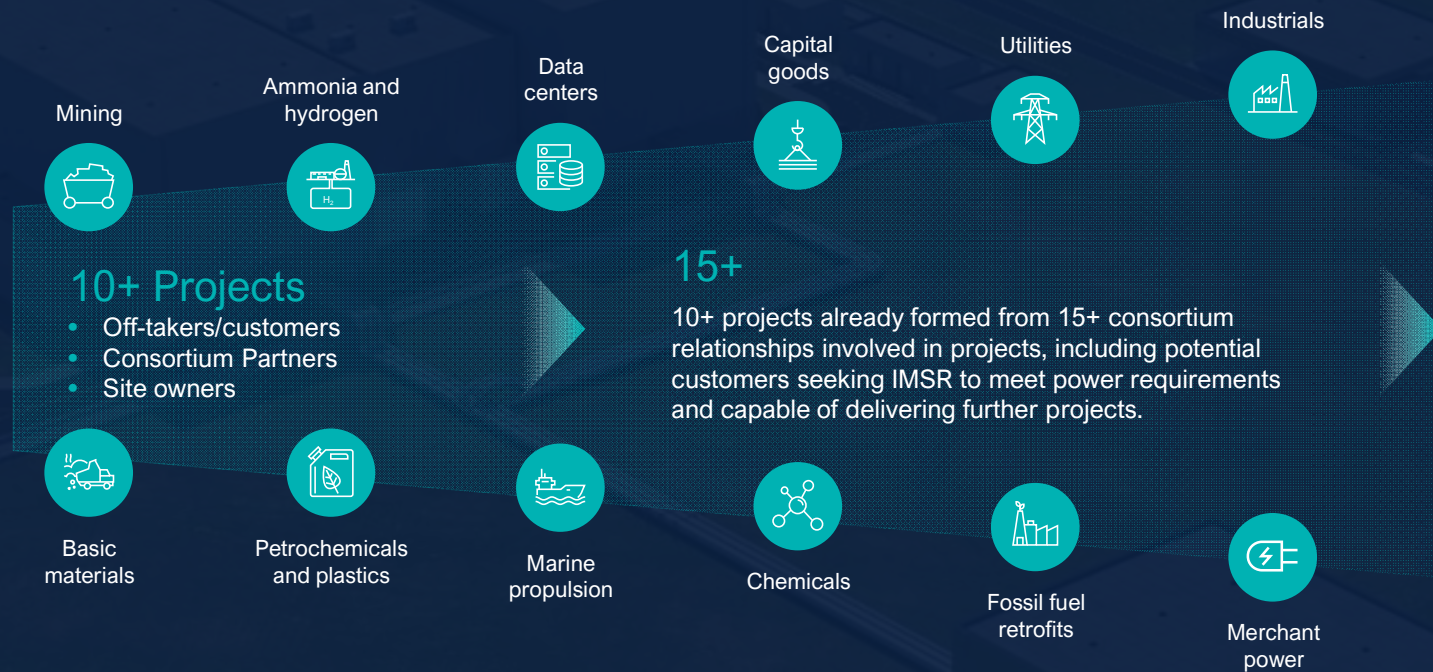 Industrials
Utilities
Capital
goods
Data
centers
Ammonia and
hydrogen
Mining
H₂
10+ Projects
• Off-takers/customers
• Consortium Partners
• Site owners
15+
10+ projects already formed from 15+ consortium
relationships involved in projects, including potential
customers seeking IMSR to meet power requirements
and capable of delivering further projects.
Basic
materials
Petrochemicals
and plastics
Marine
propulsion
Chemicals
Fossil fuel
retrofits
Merchant
power